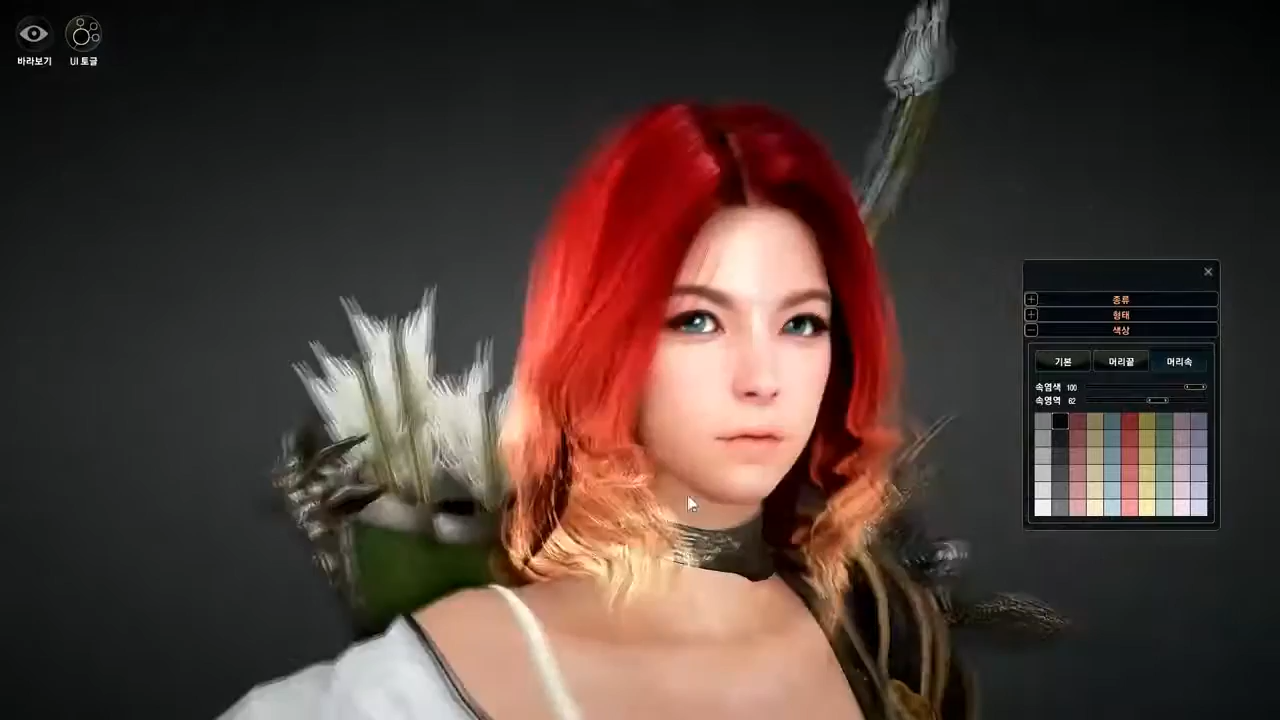 바라보기 UI 토글
종류
형태
색상
기본 머리끝 머리속
속염색 100
속영역 62